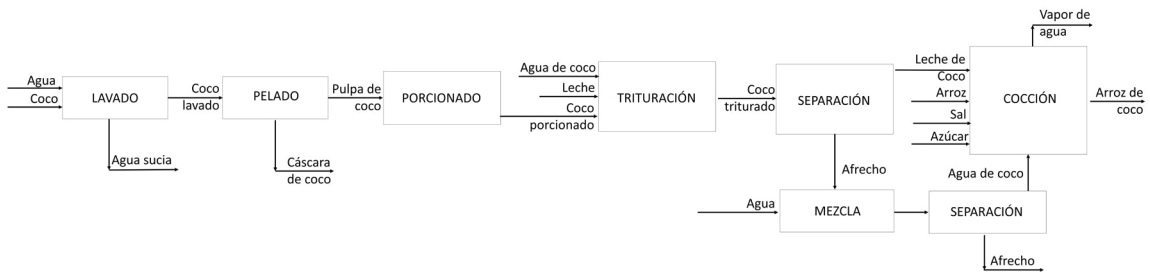 Agua
Coco
LAVADO
Agua sucia
Coco
lavado
PELADO
Cáscara
de coco
Pulpa de
coco
PORCIONADO
Agua de coco
Leche
Coco
porcionado
TRITURACIÓN
Coco
triturado
SEPARACIÓN
Afrecho
Agua
MEZCLA
SEPARACIÓN
Afrecho
Agua de coco
Leche de
Coco
Arroz
Sal
Azúcar
COCCIÓN
Vapor de
agua
Arroz de
coco